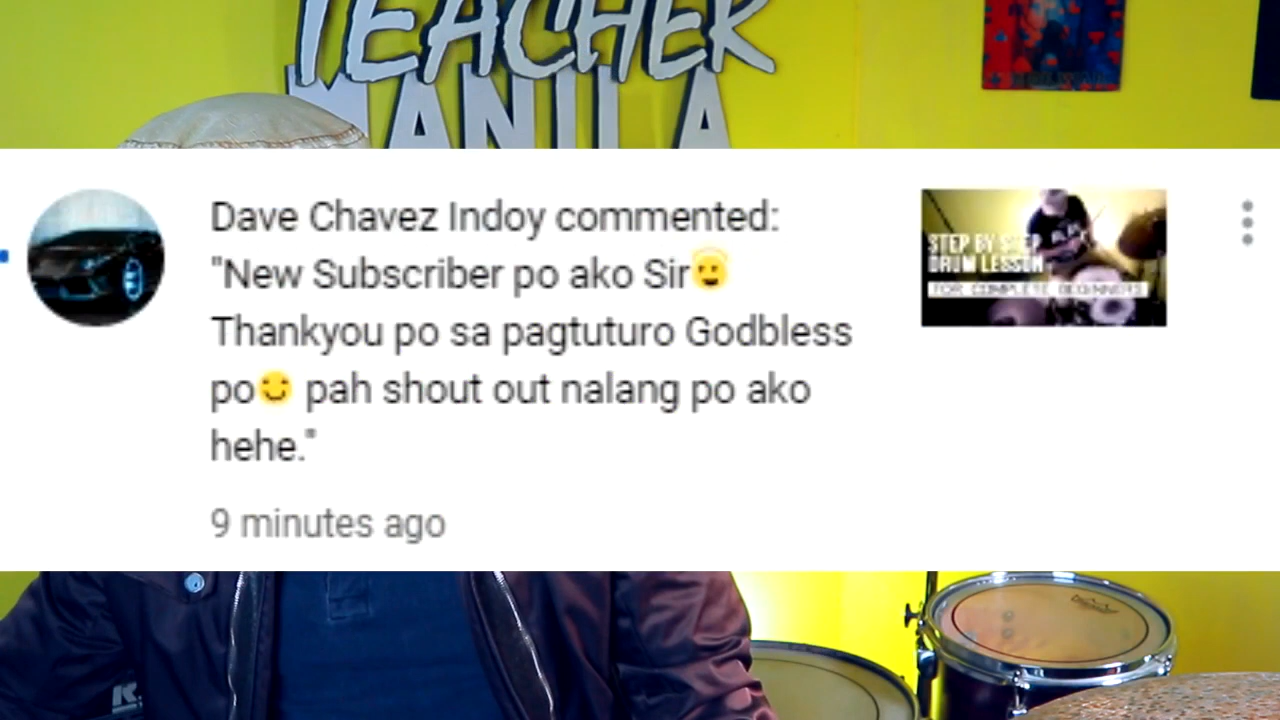 TEACHER
MANILA
Dave Chavez Indoy commented:
"New Subscriber po ako Sir😇
Thankyou po sa pagtuturo Godbless
po☺️ pah shout out nalang po ako
hehe."
9 minutes ago
STEP BY STEP
DRUM LESSON
FOR COMPLETE BEGINNERS